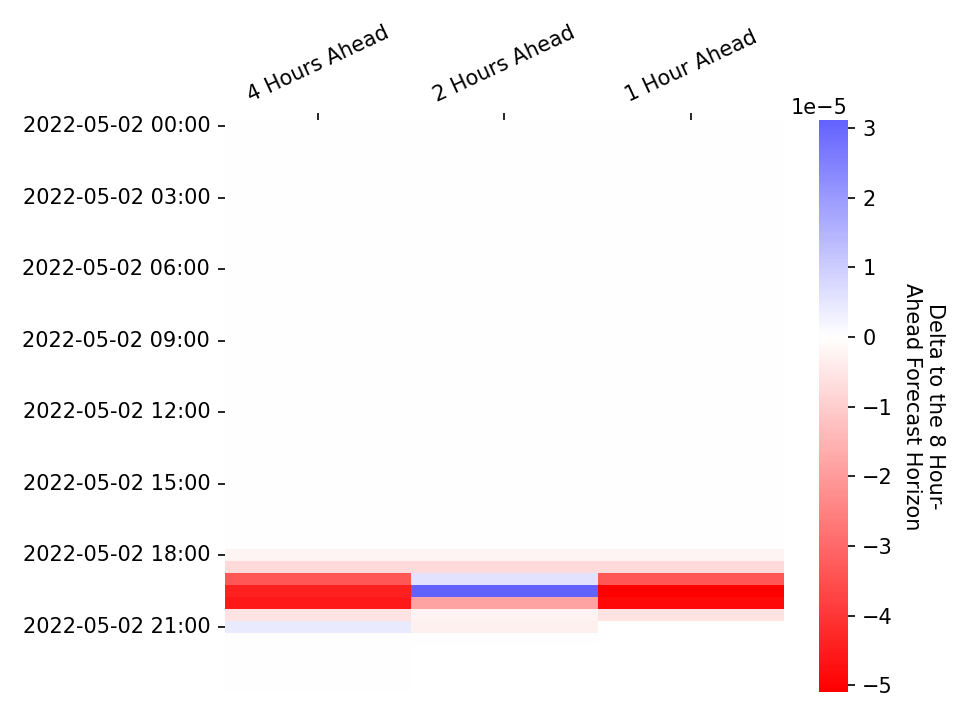 4 Hours Ahead
2 Hours Ahead
1 Hour Ahead
1e−5
2022-05-02 00:00
2022-05-02 03:00
2022-05-02 06:00
2022-05-02 09:00
2022-05-02 12:00
2022-05-02 15:00
2022-05-02 18:00
2022-05-02 21:00
3
2
1
0
−1
−2
−3
−4
−5
Delta to the 8 Hour-
Ahead Forecast Horizon